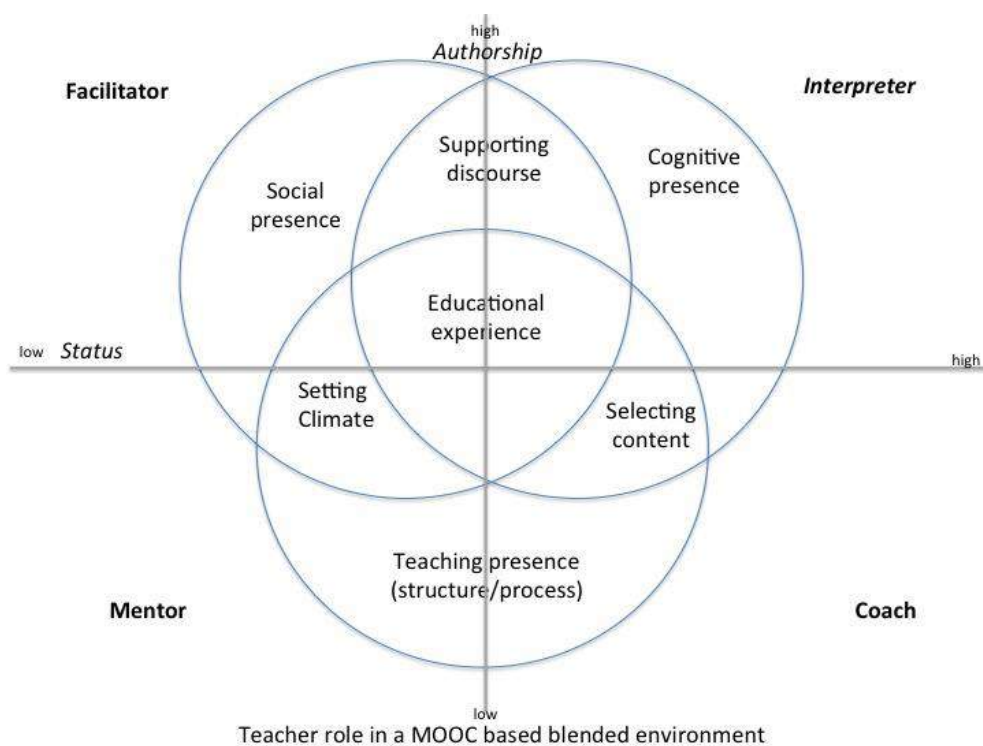 high
Authorship
Facilitator
Interpreter
Supporting
discourse
Cognitive
presence
Social
presence
Educational
experience
low Status
high
Setting
Climate
Selecting
content
Teaching presence
(structure/process)
Mentor
Coach
low
Teacher role in a MOOC based blended environment